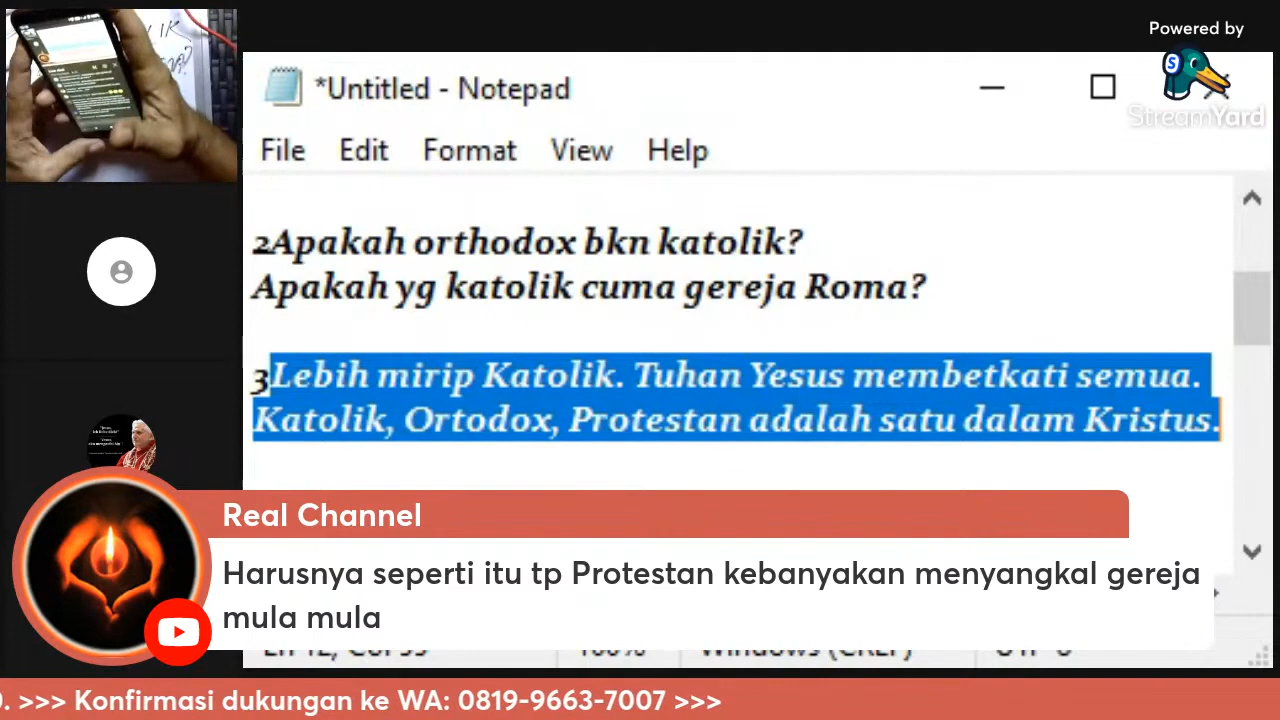 Powered by
StreamYard
*Untitled - Notepad
File Edit Format View Help
2Apakah orthodox bkn katolik?
Apakah yg katolik cuma gereja Roma?
3Lebih mirip Katolik. Tuhan Yesus membetkati semua.
Katolik, Ortodox, Protestan adalah satu dalam Kristus.
Real Channel
Harusnya seperti itu tp Protestan kebanyakan menyangkal gereja
mula mula
>>> Konfirmasi dukungan ke WA: 0819-9663-7007 >>>